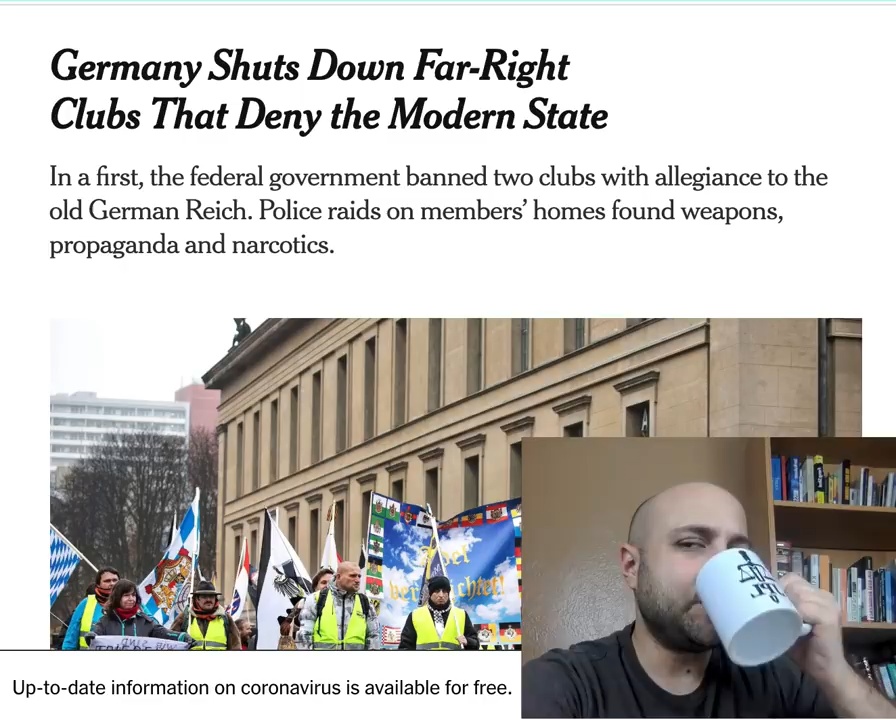 Germany Shuts Down Far-Right
Clubs That Deny the Modern State
In a first, the federal government banned two clubs with allegiance to the
old German Reich. Police raids on members’ homes found weapons,
propaganda and narcotics.
Up-to-date information on coronavirus is available for free.